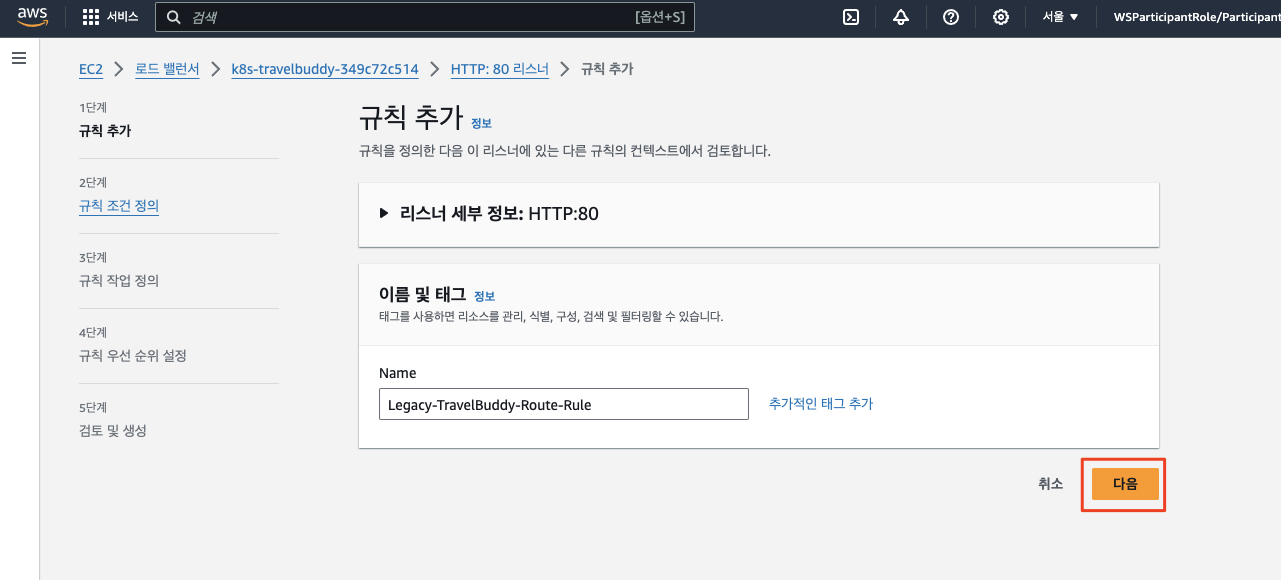 aws 서비스 검색 [옵션+S] 서울 ▼ WSParticipantRole/Participant
EC2 > 로드 밸런서 > k8s-travelbuddy-349c72c514 > HTTP: 80 리스너 > 규칙 추가
1단계
규칙 추가
2단계
규칙 조건 정의
3단계
규칙 작업 정의
4단계
규칙 우선 순위 설정
5단계
검토 및 생성
규칙 추가 정보
규칙을 정의한 다음 이 리스너에 있는 다른 규칙의 컨텍스트에서 검토합니다.
▶ 리스너 세부 정보: HTTP:80
이름 및 태그 정보
태그를 사용하면 리소스를 관리, 식별, 구성, 검색 및 필터링할 수 있습니다.
Name
Legacy-TravelBuddy-Route-Rule 추가적인 태그 추가
취소 다음